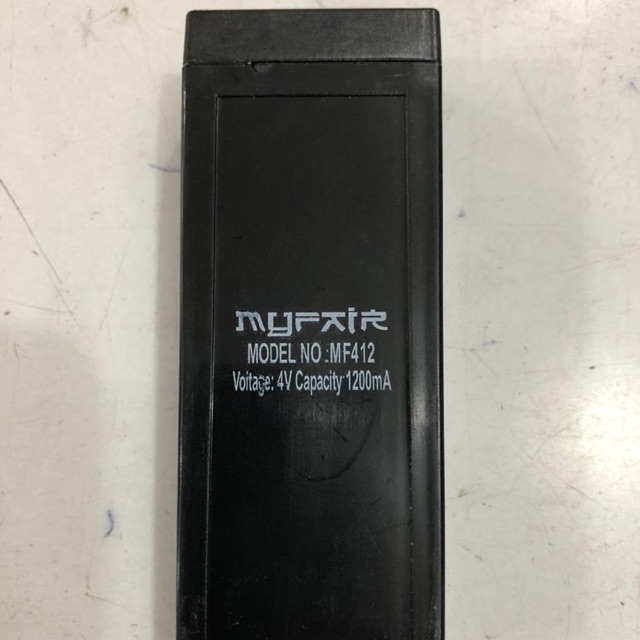 MYFAIR
MODEL NO :MF412
Voltage: 4V Capacity 1200mA